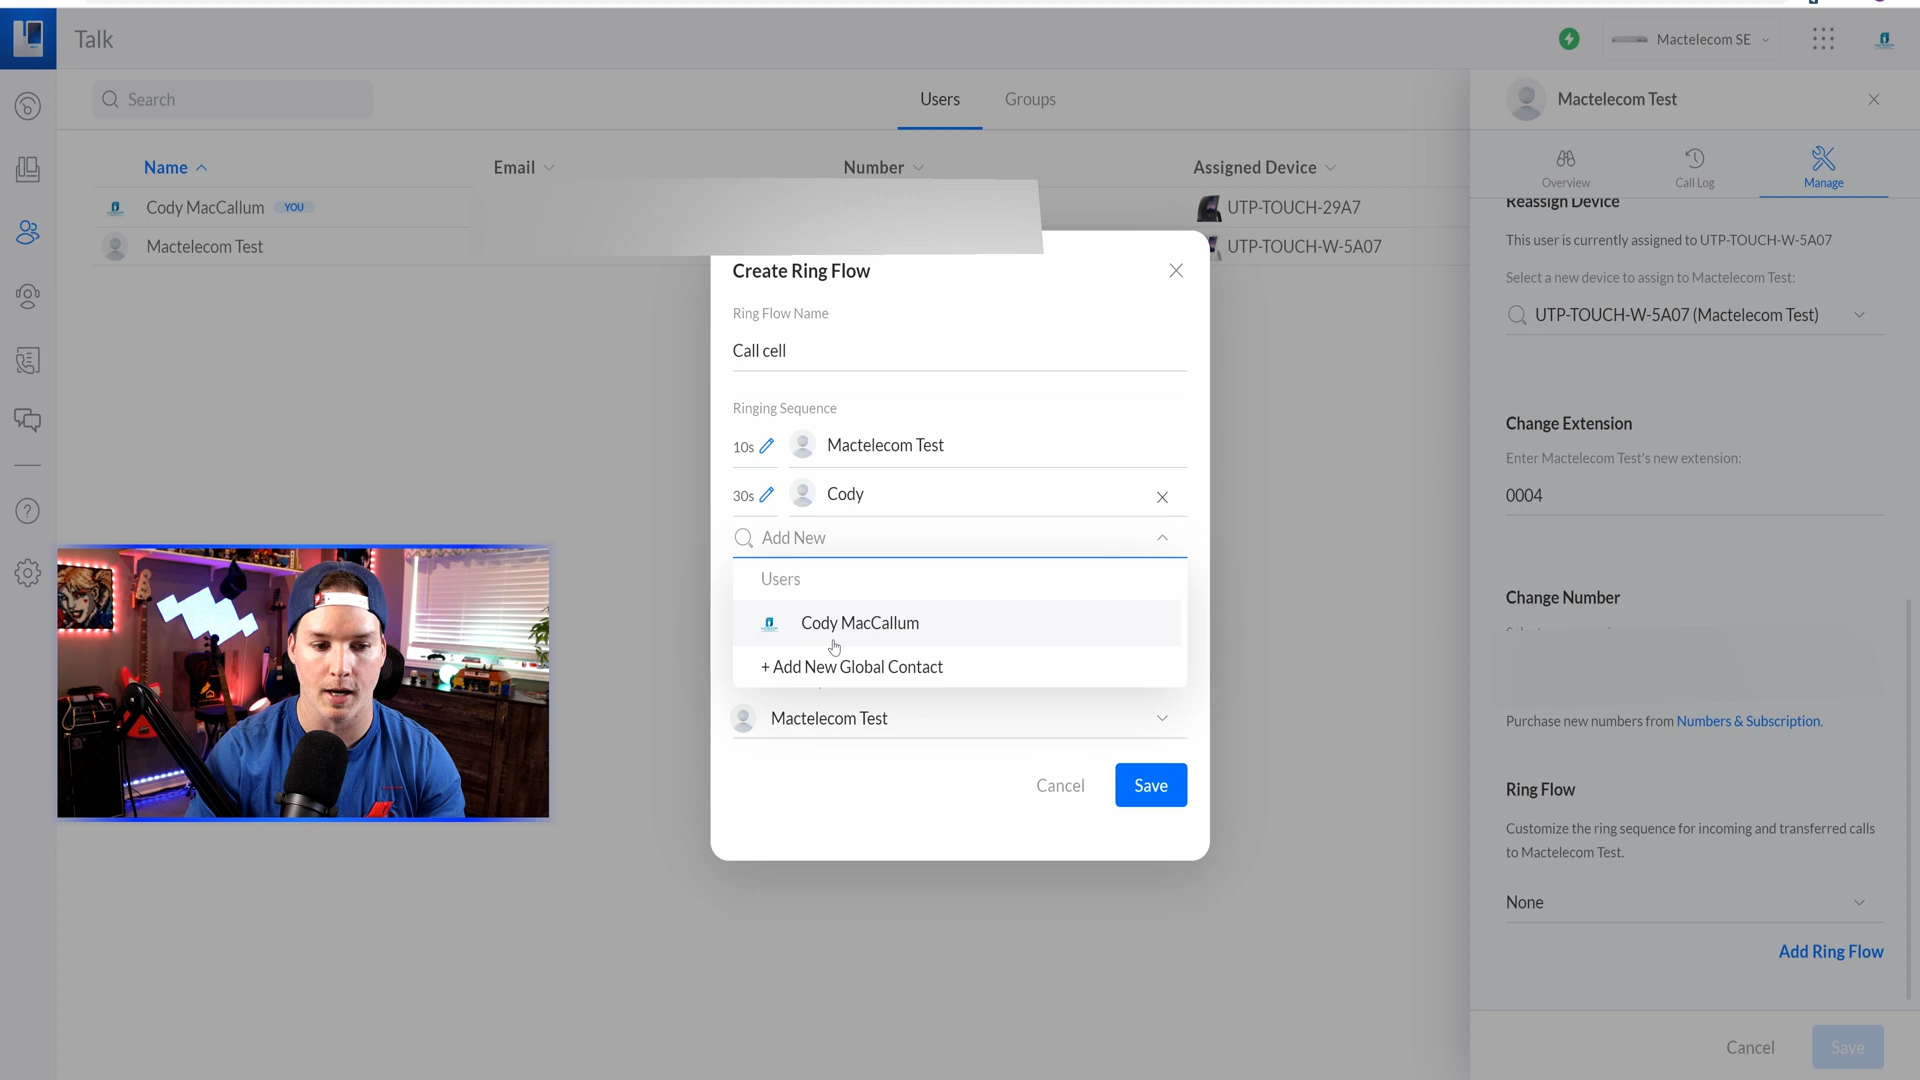 Talk
Mactelecom SE
Search
Users
Groups
Mactelecom Test
Overview
Call Log
Manage
Name
Email
Number
Assigned Device
Cody MacCallum
YOU
UTP-TOUCH-29A7
Mactelecom Test
UTP-TOUCH-W-5A07
Create Ring Flow
Ring Flow Name
Call cell
Ringing Sequence
10s
Mactelecom Test
30s
Cody
Add New
Users
Cody MacCallum
+ Add New Global Contact
Mactelecom Test
Cancel
Save
Reassign Device
This user is currently assigned to UTP-TOUCH-W-5A07
Select a new device to assign to Mactelecom Test:
UTP-TOUCH-W-5A07 (Mactelecom Test)
Change Extension
Enter Mactelecom Test's new extension:
0004
Change Number
Purchase new numbers from Numbers & Subscription.
Ring Flow
Customize the ring sequence for incoming and transferred calls
to Mactelecom Test.
None
Add Ring Flow
Cancel
Save